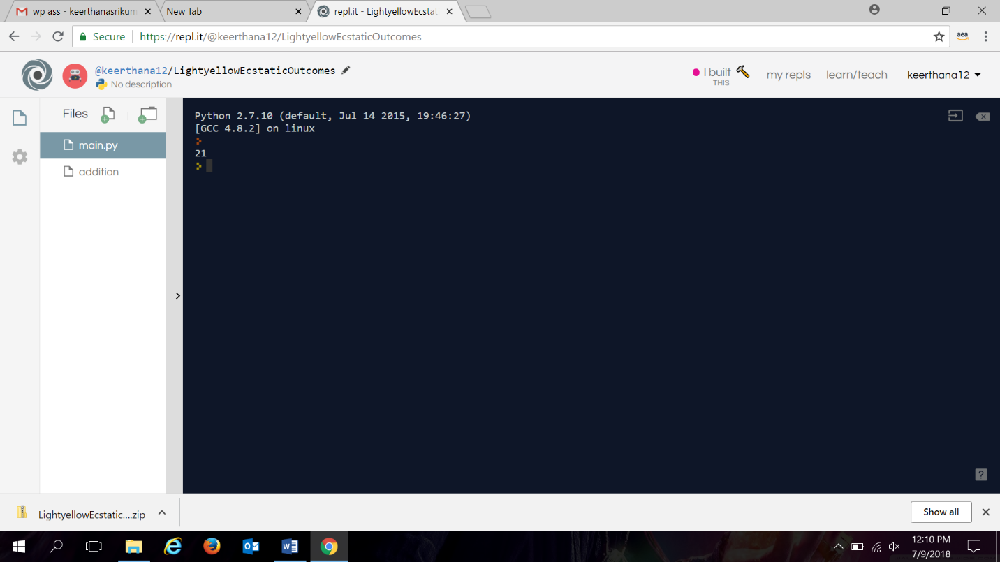 wp ass - keerthanasrikum
New Tab
repl.it - LightyellowEcstat
Secure
https://repl.it/@keerthana12/LightyellowEcstaticOutcomes
aea
@keerthana12/LightyellowEcstaticOutcomes
No description
I built
THIS
my repls
learn/teach
keerthana12
Files
main.py
addition
Python 2.7.10 (default, Jul 14 2015, 19:46:27)
[GCC 4.8.2] on linux
21
?
LightyellowEcstatic....zip
Show all
12:10 PM
7/9/2018